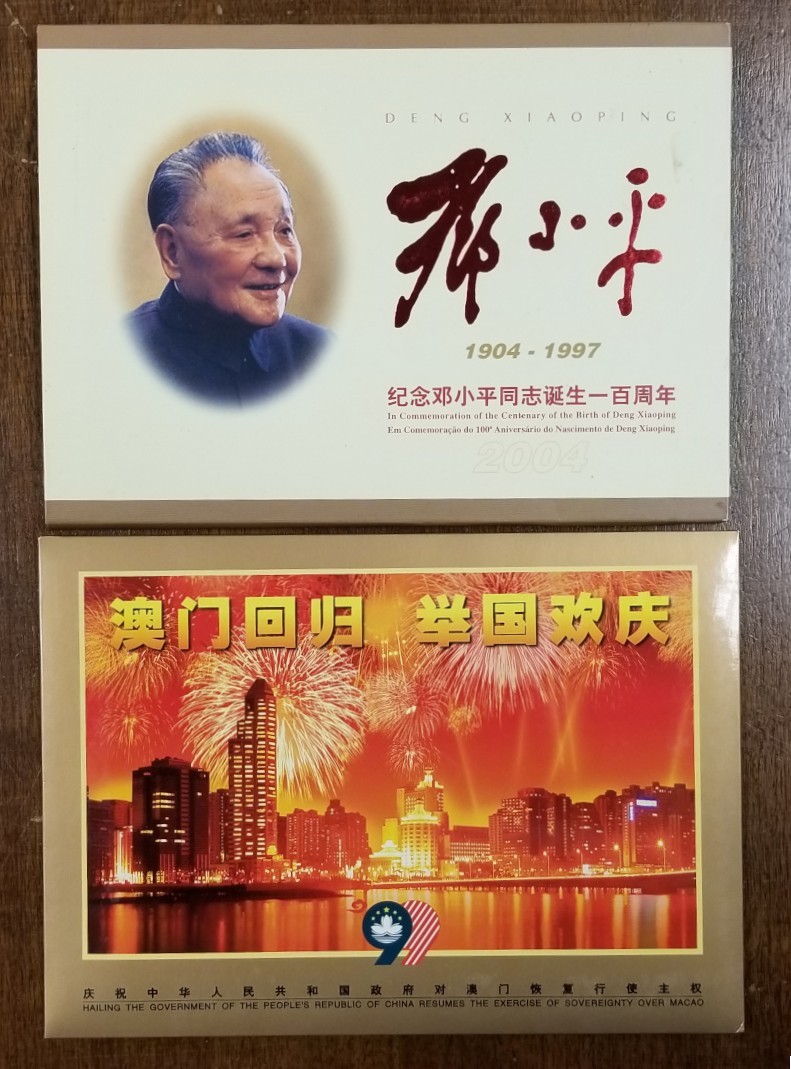 DENG XIAOPING
邓小平
1904 - 1997
纪念邓小平同志诞生一百周年
In Commemoration of the Centenary of the Birth of Deng Xiaoping
Em Comemoração do 100º Aniversário do Nascimento de Deng Xiaoping
2004
澳门回归 举国欢庆
99
庆祝中华人民共和国政府对澳门恢复行使主权
HAILING THE GOVERNMENT OF THE PEOPLE'S REPUBLIC OF CHINA RESUMES THE EXERCISE OF SOVEREIGNTY OVER MACAO